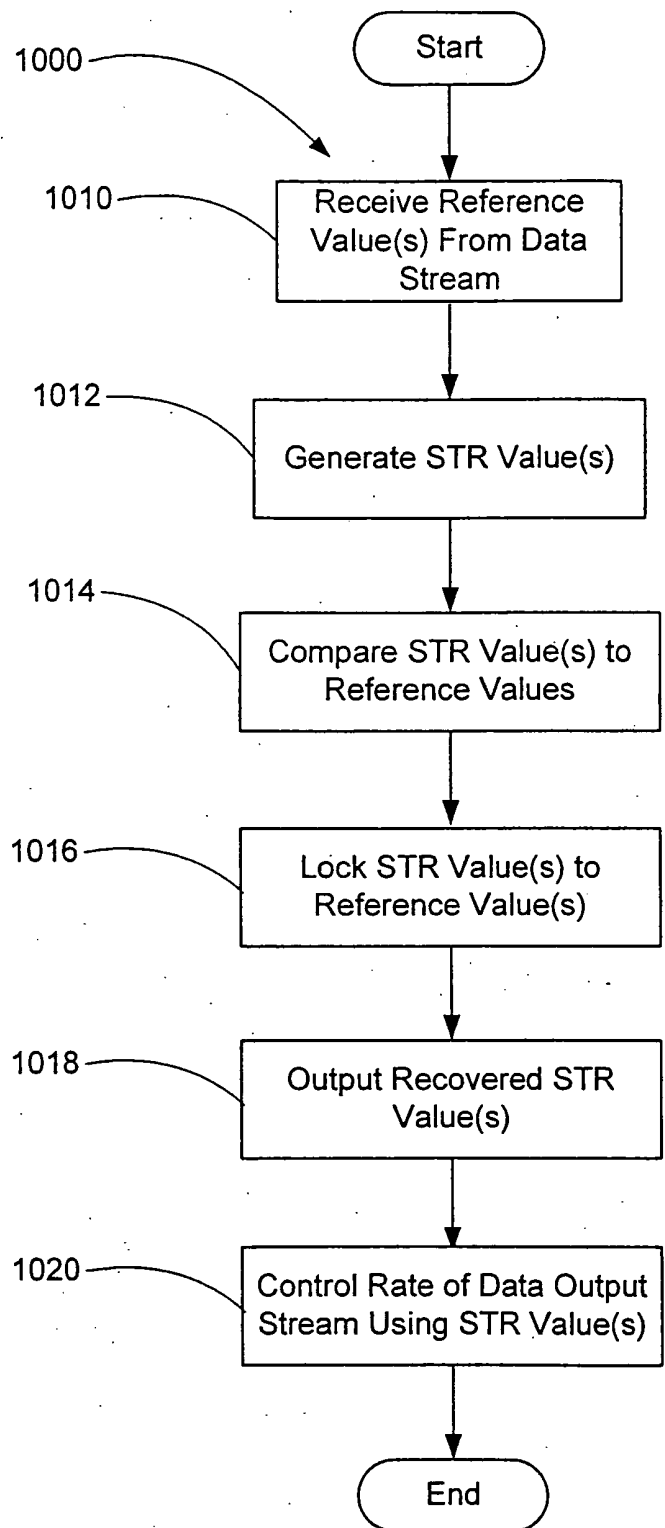 Start
1000
1010
Receive Reference
Value(s) From Data
Stream
1012
Generate STR Value(s)
1014
Compare STR Value(s) to
Reference Values
1016
Lock STR Value(s) to
Reference Value(s)
1018
Output Recovered STR
Value(s)
1020
Control Rate of Data Output
Stream Using STR Value(s)
End